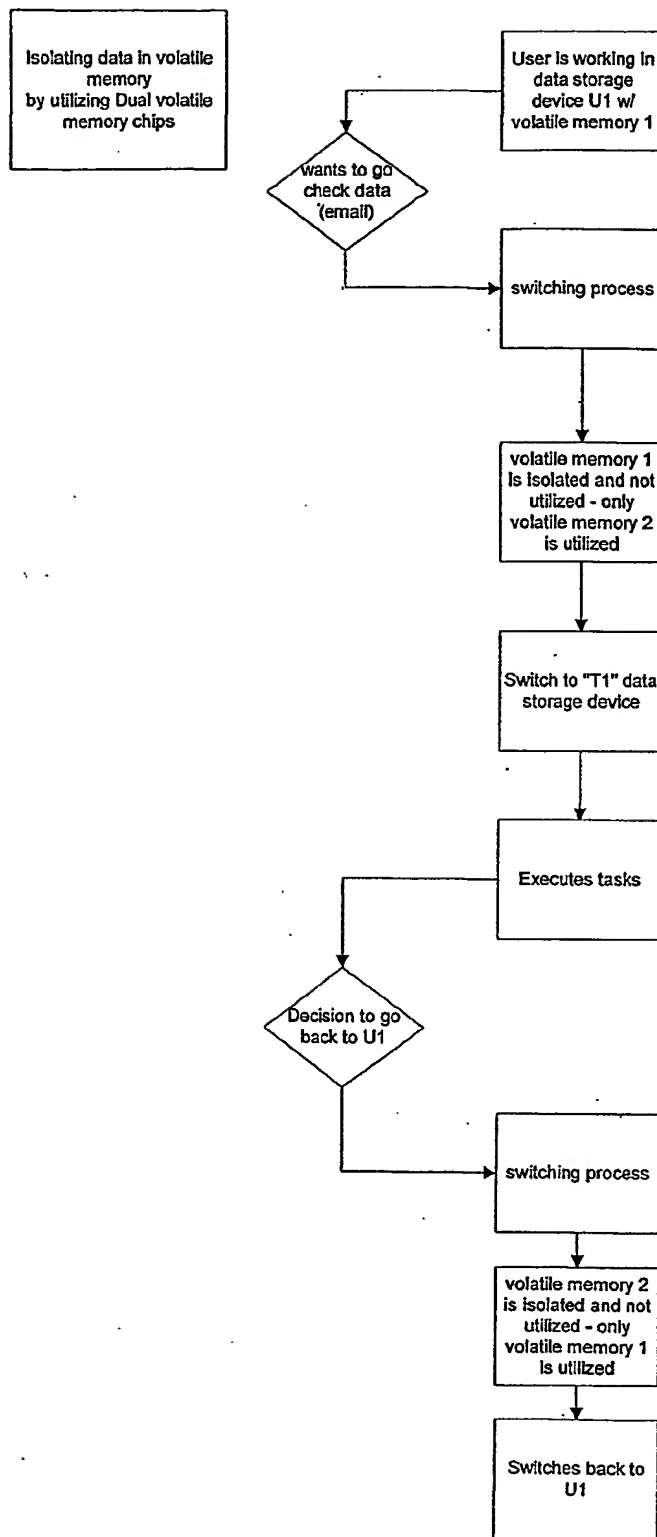 Isolating data in volatile
memory
by utilizing Dual volatile
memory chips
User is working in
data storage
device U1 w/
volatile memory 1
wants to go
check data
(email)
switching process
volatile memory 1
is isolated and not
utilized - only
volatile memory 2
is utilized
Switch to "T1" data
storage device
Executes tasks
Decision to go
back to U1
switching process
volatile memory 2
is isolated and not
utilized - only
volatile memory 1
is utilized
Switches back to
U1